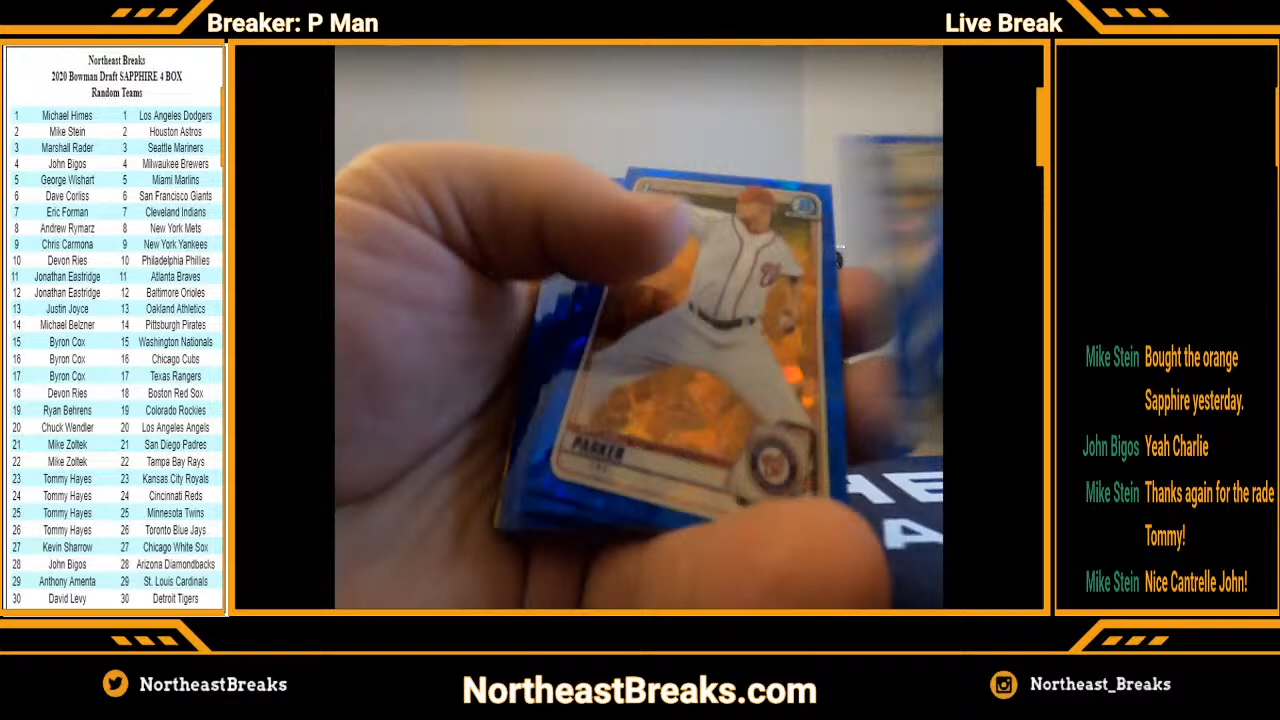 Breaker: P Man
Live Break
Northeast Breaks
2020 Bowman Draft SAPPHIRE 4 BOX
Random Teams
1 Michael Himes 1 Los Angeles Dodgers
2 Mike Stein 2 Houston Astros
3 Marshall Rader 3 Seattle Mariners
4 John Bigos 4 Milwaukee Brewers
5 George Wishart 5 Miami Marlins
6 Dave Corliss 6 San Francisco Giants
7 Eric Forman 7 Cleveland Indians
8 Andrew Rymarz 8 New York Mets
9 Chris Carmona 9 New York Yankees
10 Devon Ries 10 Philadelphia Phillies
11 Jonathan Eastridge 11 Atlanta Braves
12 Jonathan Eastridge 12 Baltimore Orioles
13 Justin Joyce 13 Oakland Athletics
14 Michael Belzner 14 Pittsburgh Pirates
15 Byron Cox 15 Washington Nationals
16 Byron Cox 16 Chicago Cubs
17 Byron Cox 17 Texas Rangers
18 Devon Ries 18 Boston Red Sox
19 Ryan Behrens 19 Colorado Rockies
20 Chuck Wendler 20 Los Angeles Angels
21 Mike Zoltek 21 San Diego Padres
22 Mike Zoltek 22 Tampa Bay Rays
23 Tommy Hayes 23 Kansas City Royals
24 Tommy Hayes 24 Cincinnati Reds
25 Tommy Hayes 25 Minnesota Twins
26 Tommy Hayes 26 Toronto Blue Jays
27 Kevin Sharrow 27 Chicago White Sox
28 John Bigos 28 Arizona Diamondbacks
29 Anthony Amenta 29 St. Louis Cardinals
30 David Levy 30 Detroit Tigers
PARKER
W
W
Mike Stein Bought the orange
Sapphire yesterday.
John Bigos Yeah Charlie
Mike Stein Thanks again for the rade
Tommy!
Mike Stein Nice Cantrelle John!
NortheastBreaks
NortheastBreaks.com
Northeast_Breaks